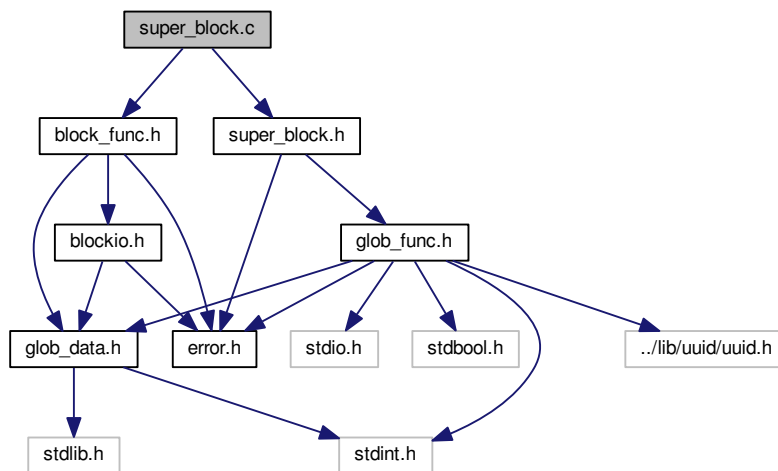 super_block.c
block_func.h
super_block.h
blockio.h
glob_func.h
glob_data.h
error.h
stdio.h
stdbool.h
../lib/uuid/uuid.h
stdlib.h
stdint.h